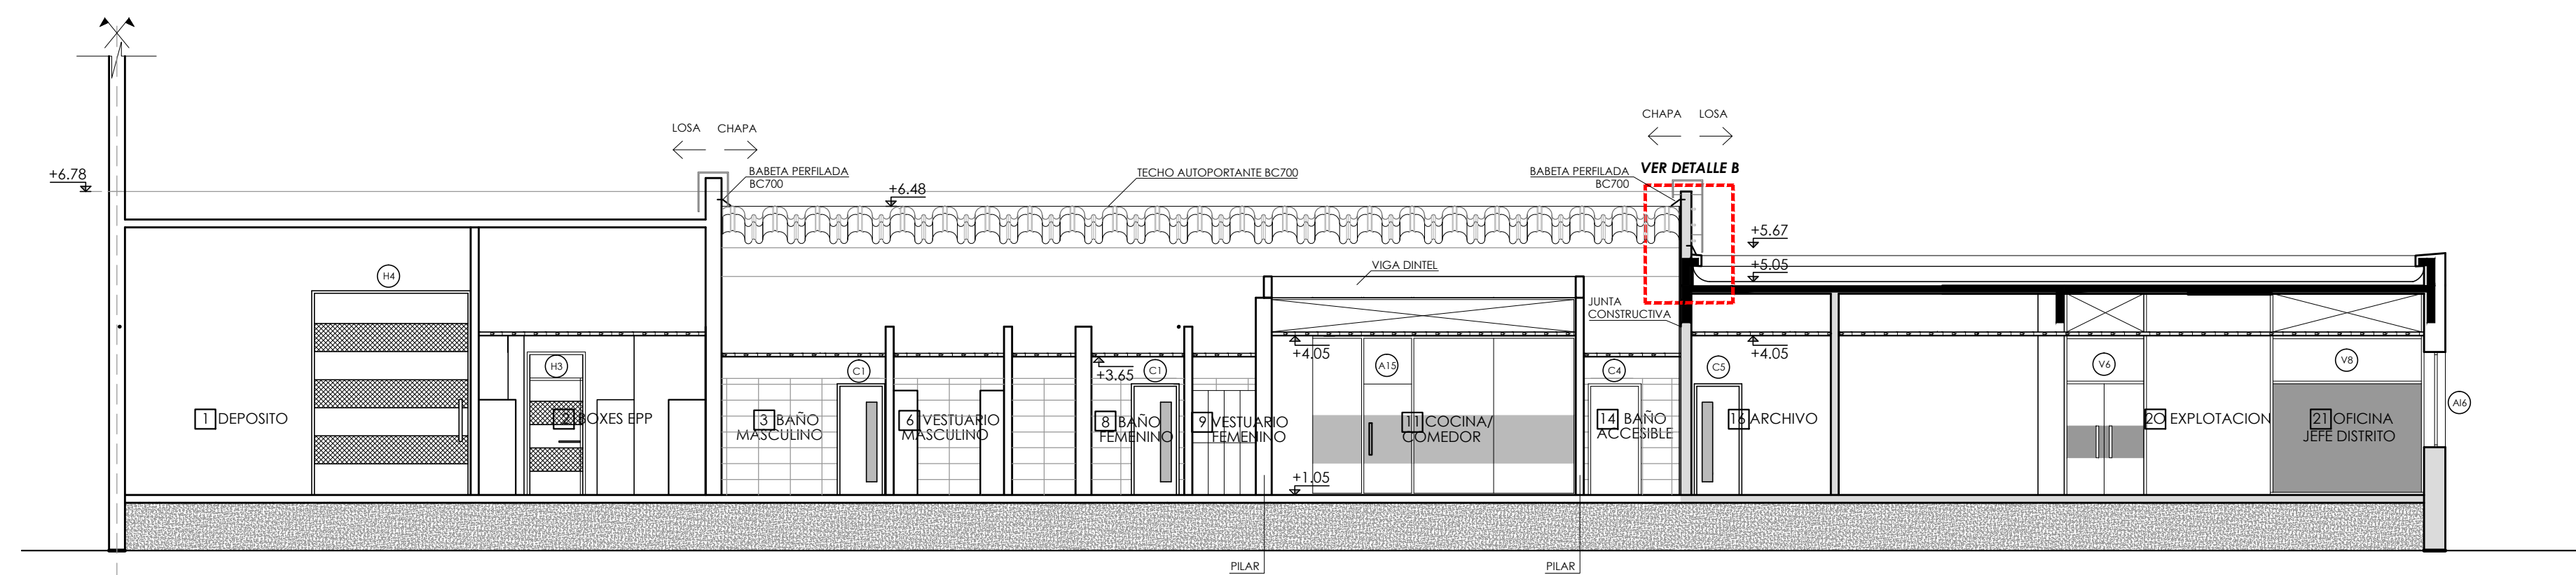 LOSA CHAPA
CHAPA LOSA
+6.78
BABETA PERFILADA
BC700
+6.48
TECHO AUTOPORTANTE BC700
BABETA PERFILADA
BC700
VER DETALLE B
+5.67
+5.05
VIGA DINTEL
JUNTA
CONSTRUCTIVA
H4
H3
C1
+3.65
C1
+4.05
A15
C4
C5
+4.05
V6
V8
A16
1 DEPOSITO
2 BOXES EPP
3 BAÑO
MASCULINO
6 VESTUARIO
MASCULINO
8 BAÑO
FEMENINO
9 VESTUARIO
FEMENINO
11 COCINA/
COMEDOR
14 BAÑO
ACCESIBLE
16 ARCHIVO
20 EXPLOTACION
21 OFICINA
JEFE DISTRITO
+1.05
PILAR
PILAR